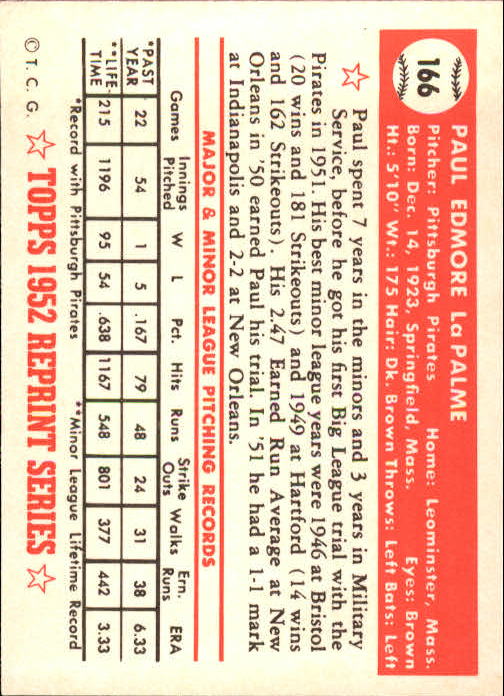 166
PAUL EDMORE La PALME
Pitcher: Pittsburgh Pirates Home: Leominster, Mass.
Born: Dec. 14, 1923, Springfield, Mass. Eyes: Brown
Ht.: 5'10" Wt.: 175 Hair: Dk. Brown Throws: Left Bats: Left
Paul spent 7 years in the minors and 3 years in Military
Service, before he got his first Big League trial with the
Pirates in 1951. His best minor league years were 1946 at Bristol
(20 wins and 181 Strikeouts) and 1949 at Hartford (14 wins
and 162 Strikeouts). His 2.47 Earned Run Average at New
Orleans in '50 earned Paul his trial. In '51 he had a 1-1 mark
at Indianapolis and 2-2 at New Orleans.
MAJOR & MINOR LEAGUE PITCHING RECORDS
Games Innings Pitched W L Pct. Hits Runs Strike Outs Walks Ern. Runs ERA
*PAST YEAR 22 54 1 5 .167 79 48 24 31 38 6.33
**LIFE-TIME 215 1196 95 54 .638 1167 548 801 377 442 3.33
*Record with Pittsburgh Pirates **Minor League Lifetime Record
© T. C. G. TOPPS 1952 REPRINT SERIES